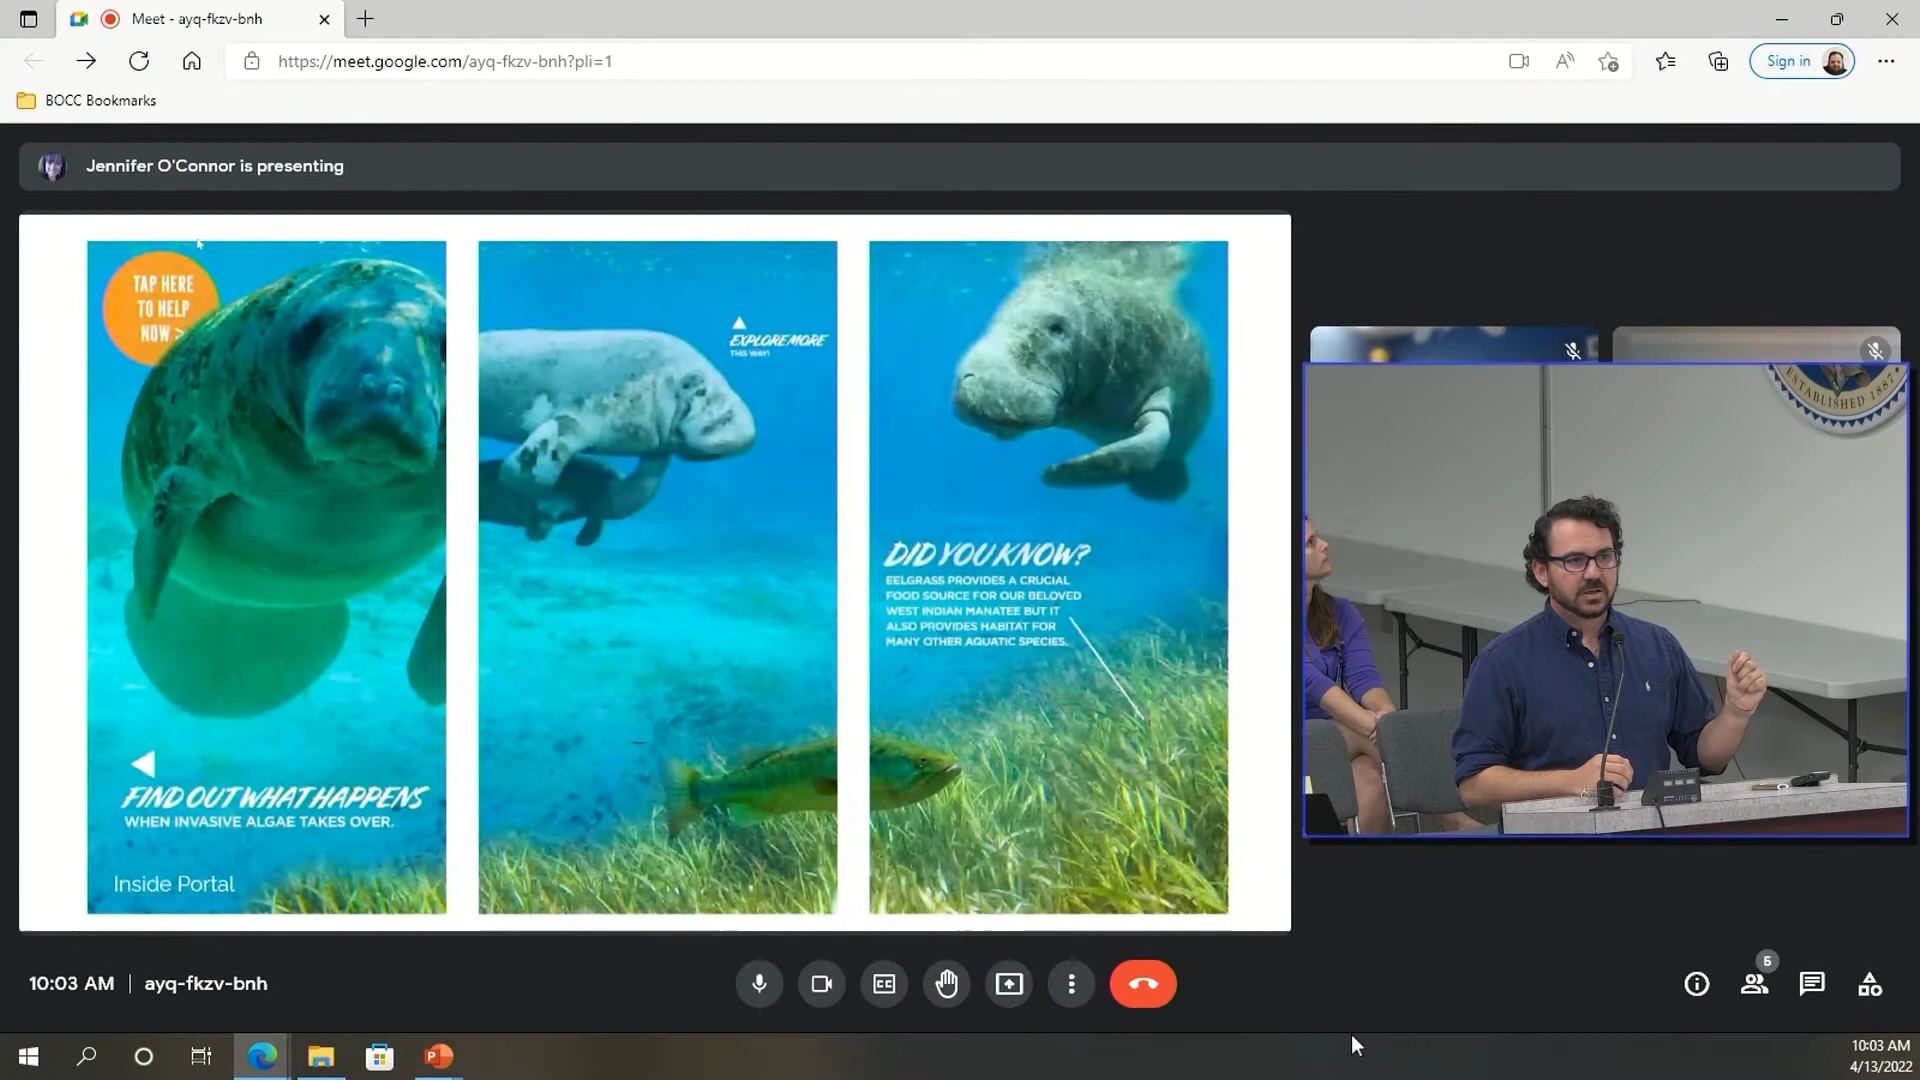 Meet - ayq-fkzv-bnh
https://meet.google.com/ayq-fkzv-bnh?pli=1
Sign in
BOCC Bookmarks
Jennifer O'Connor is presenting
TAP HERE
TO HELP
NOW >
EXPLORE MORE
THIS WAY!
ESTABLISHED 1887
DID YOU KNOW?
EELGRASS PROVIDES A CRUCIAL
FOOD SOURCE FOR OUR BELOVED
WEST INDIAN MANATEE BUT IT
ALSO PROVIDES HABITAT FOR
MANY OTHER AQUATIC SPECIES.
FIND OUT WHAT HAPPENS
WHEN INVASIVE ALGAE TAKES OVER.
Inside Portal
10:03 AM | ayq-fkzv-bnh
CC
5
10:03 AM
4/13/2022